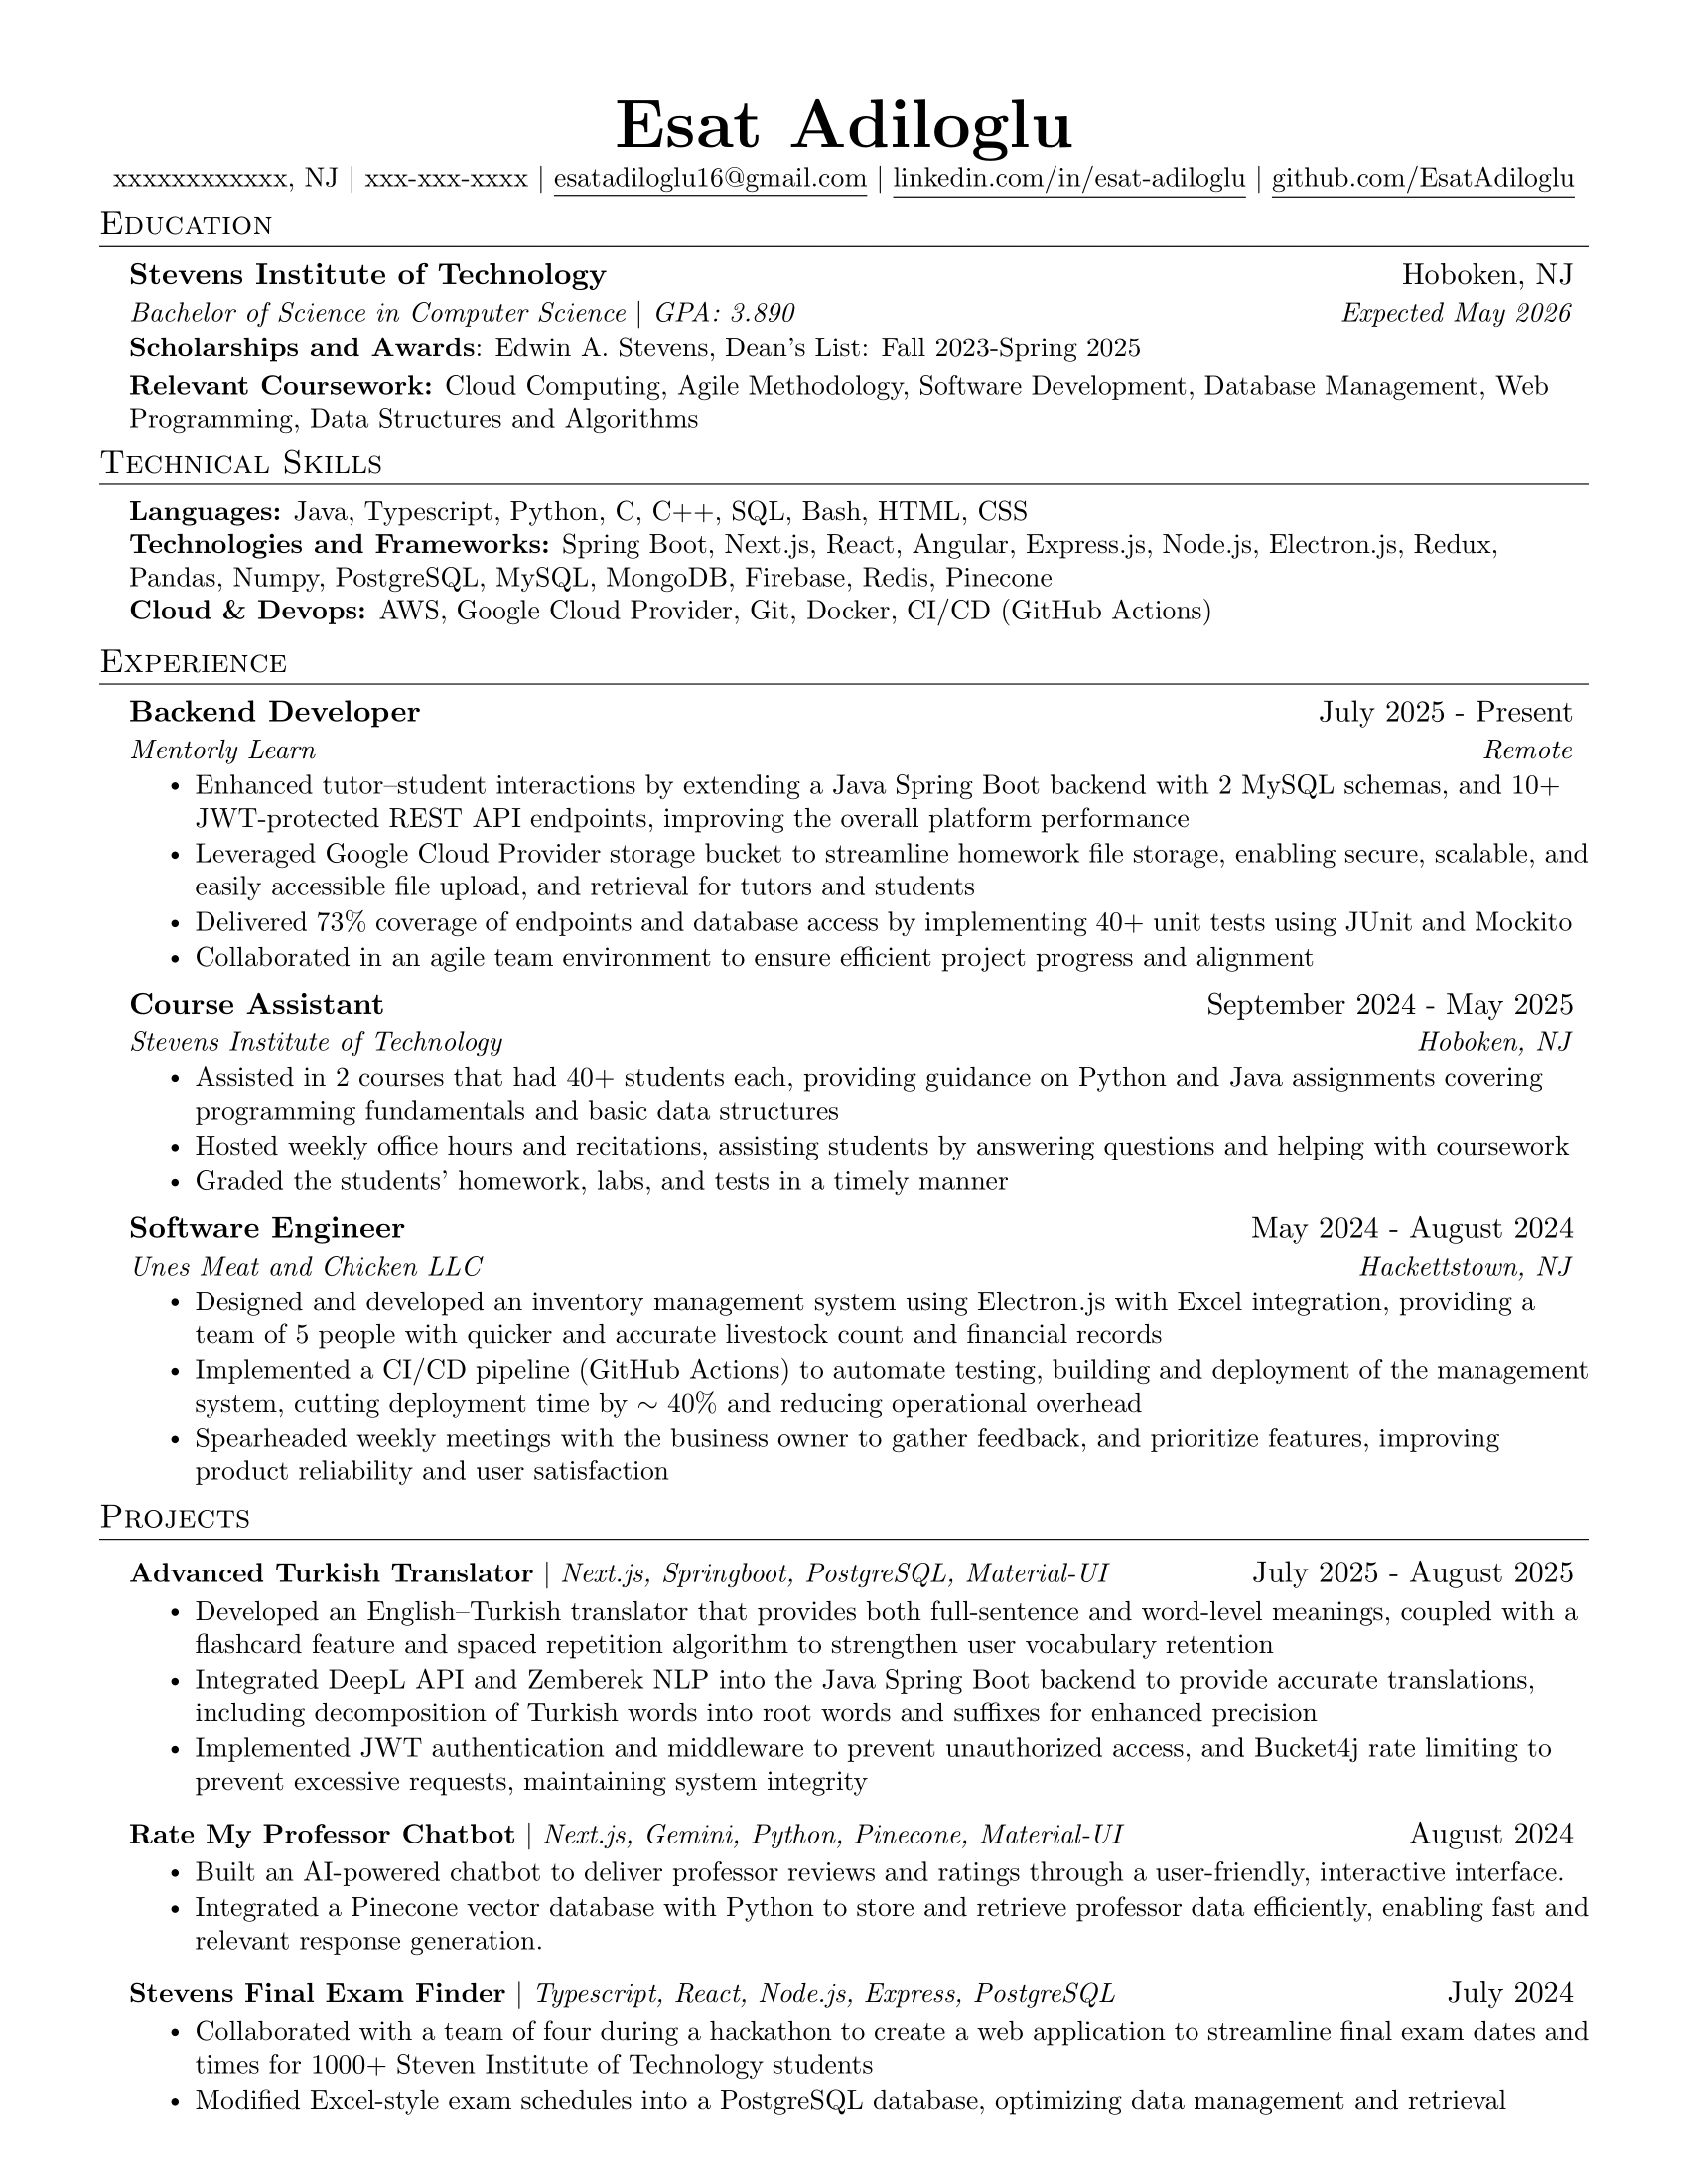 Esat Adiloglu
xxxxxxxxxxxx, NJ | xxx-xxx-xxxx | esatadiloglu16@gmail.com | linkedin.com/in/esat-adiloglu | github.com/EsatAdiloglu
Education
Stevens Institute of Technology Hoboken, NJ
Bachelor of Science in Computer Science | GPA: 3.890 Expected May 2026
Scholarships and Awards: Edwin A. Stevens, Dean's List: Fall 2023-Spring 2025
Relevant Coursework: Cloud Computing, Agile Methodology, Software Development, Database Management, Web
Programming, Data Structures and Algorithms
Technical Skills
Languages: Java, Typescript, Python, C, C++, SQL, Bash, HTML, CSS
Technologies and Frameworks: Spring Boot, Next.js, React, Angular, Express.js, Node.js, Electron.js, Redux,
Pandas, Numpy, PostgreSQL, MySQL, MongoDB, Firebase, Redis, Pinecone
Cloud & Devops: AWS, Google Cloud Provider, Git, Docker, CI/CD (GitHub Actions)
Experience
Backend Developer July 2025 - Present
Mentorly Learn Remote
• Enhanced tutor–student interactions by extending a Java Spring Boot backend with 2 MySQL schemas, and 10+
JWT-protected REST API endpoints, improving the overall platform performance
• Leveraged Google Cloud Provider storage bucket to streamline homework file storage, enabling secure, scalable, and
easily accessible file upload, and retrieval for tutors and students
• Delivered 73% coverage of endpoints and database access by implementing 40+ unit tests using JUnit and Mockito
• Collaborated in an agile team environment to ensure efficient project progress and alignment
Course Assistant September 2024 - May 2025
Stevens Institute of Technology Hoboken, NJ
• Assisted in 2 courses that had 40+ students each, providing guidance on Python and Java assignments covering
programming fundamentals and basic data structures
• Hosted weekly office hours and recitations, assisting students by answering questions and helping with coursework
• Graded the students' homework, labs, and tests in a timely manner
Software Engineer May 2024 - August 2024
Unes Meat and Chicken LLC Hackettstown, NJ
• Designed and developed an inventory management system using Electron.js with Excel integration, providing a
team of 5 people with quicker and accurate livestock count and financial records
• Implemented a CI/CD pipeline (GitHub Actions) to automate testing, building and deployment of the management
system, cutting deployment time by ~ 40% and reducing operational overhead
• Spearheaded weekly meetings with the business owner to gather feedback, and prioritize features, improving
product reliability and user satisfaction
Projects
Advanced Turkish Translator | Next.js, Springboot, PostgreSQL, Material-UI July 2025 - August 2025
• Developed an English–Turkish translator that provides both full-sentence and word-level meanings, coupled with a
flashcard feature and spaced repetition algorithm to strengthen user vocabulary retention
• Integrated DeepL API and Zemberek NLP into the Java Spring Boot backend to provide accurate translations,
including decomposition of Turkish words into root words and suffixes for enhanced precision
• Implemented JWT authentication and middleware to prevent unauthorized access, and Bucket4j rate limiting to
prevent excessive requests, maintaining system integrity
Rate My Professor Chatbot | Next.js, Gemini, Python, Pinecone, Material-UI August 2024
• Built an AI-powered chatbot to deliver professor reviews and ratings through a user-friendly, interactive interface.
• Integrated a Pinecone vector database with Python to store and retrieve professor data efficiently, enabling fast and
relevant response generation.
Stevens Final Exam Finder | Typescript, React, Node.js, Express, PostgreSQL July 2024
• Collaborated with a team of four during a hackathon to create a web application to streamline final exam dates and
times for 1000+ Steven Institute of Technology students
• Modified Excel-style exam schedules into a PostgreSQL database, optimizing data management and retrieval